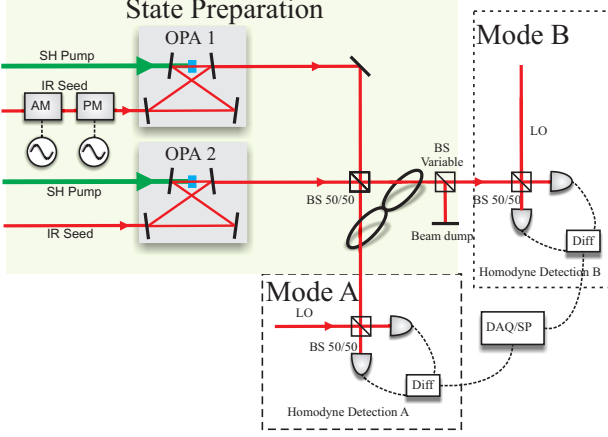 State Preparation
OPA 1
SH Pump
IR Seed
AM
PM
OPA 2
SH Pump
IR Seed
BS 50/50
BS
Variable
Beam dump
Mode B
LO
BS 50/50
Diff
Homodyne Detection B
Mode A
LO
BS 50/50
Diff
Homodyne Detection A
DAQ/SP